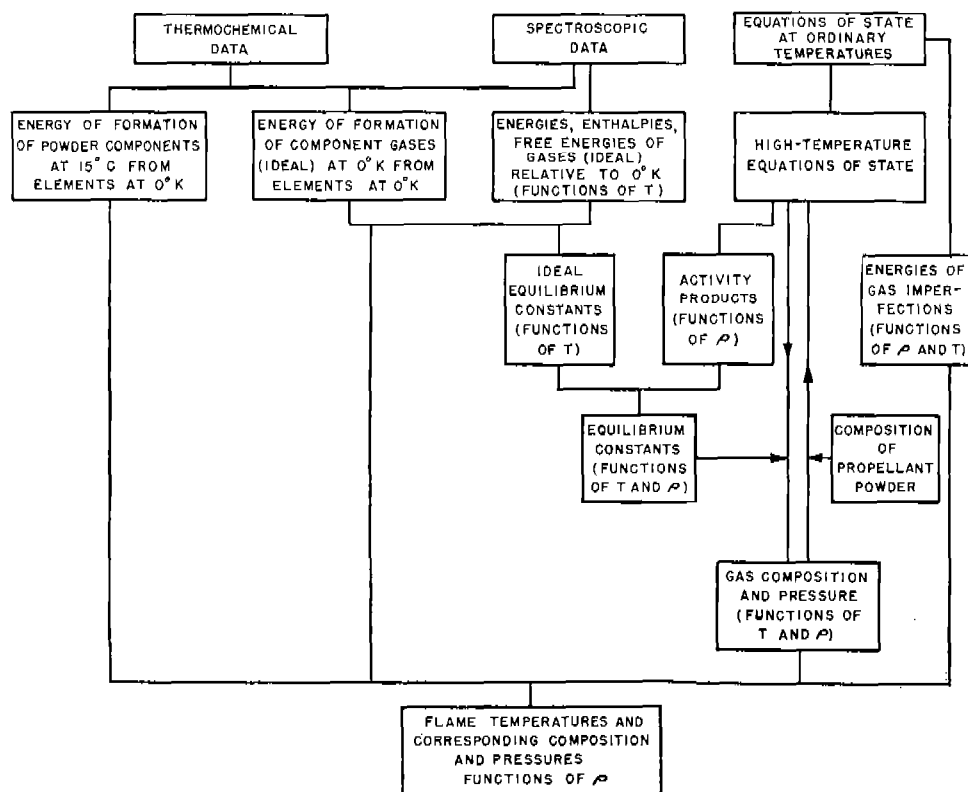 THERMOCHEMICAL
DATA
SPECTROSCOPIC
DATA
EQUATIONS OF STATE
AT ORDINARY
TEMPERATURES
ENERGY OF FORMATION
OF POWDER COMPONENTS
AT 15°C FROM
ELEMENTS AT 0°K
ENERGY OF FORMATION
OF COMPONENT GASES
(IDEAL) AT 0°K FROM
ELEMENTS AT 0°K
ENERGIES, ENTHALPIES,
FREE ENERGIES OF
GASES (IDEAL)
RELATIVE TO 0°K
(FUNCTIONS OF T)
HIGH-TEMPERATURE
EQUATIONS OF STATE
IDEAL
EQUILIBRIUM
CONSTANTS
(FUNCTIONS
OF T)
ACTIVITY
PRODUCTS
(FUNCTIONS
OF ρ)
ENERGIES OF
GAS IMPER-
FECTIONS
(FUNCTIONS
OF ρ AND T)
EQUILIBRIUM
CONSTANTS
(FUNCTIONS
OF T AND ρ)
COMPOSITION
OF
PROPELLANT
POWDER
GAS COMPOSITION
AND PRESSURE
(FUNCTIONS OF
T AND ρ)
FLAME TEMPERATURES AND
CORRESPONDING COMPOSITION
AND PRESSURES
FUNCTIONS OF ρ